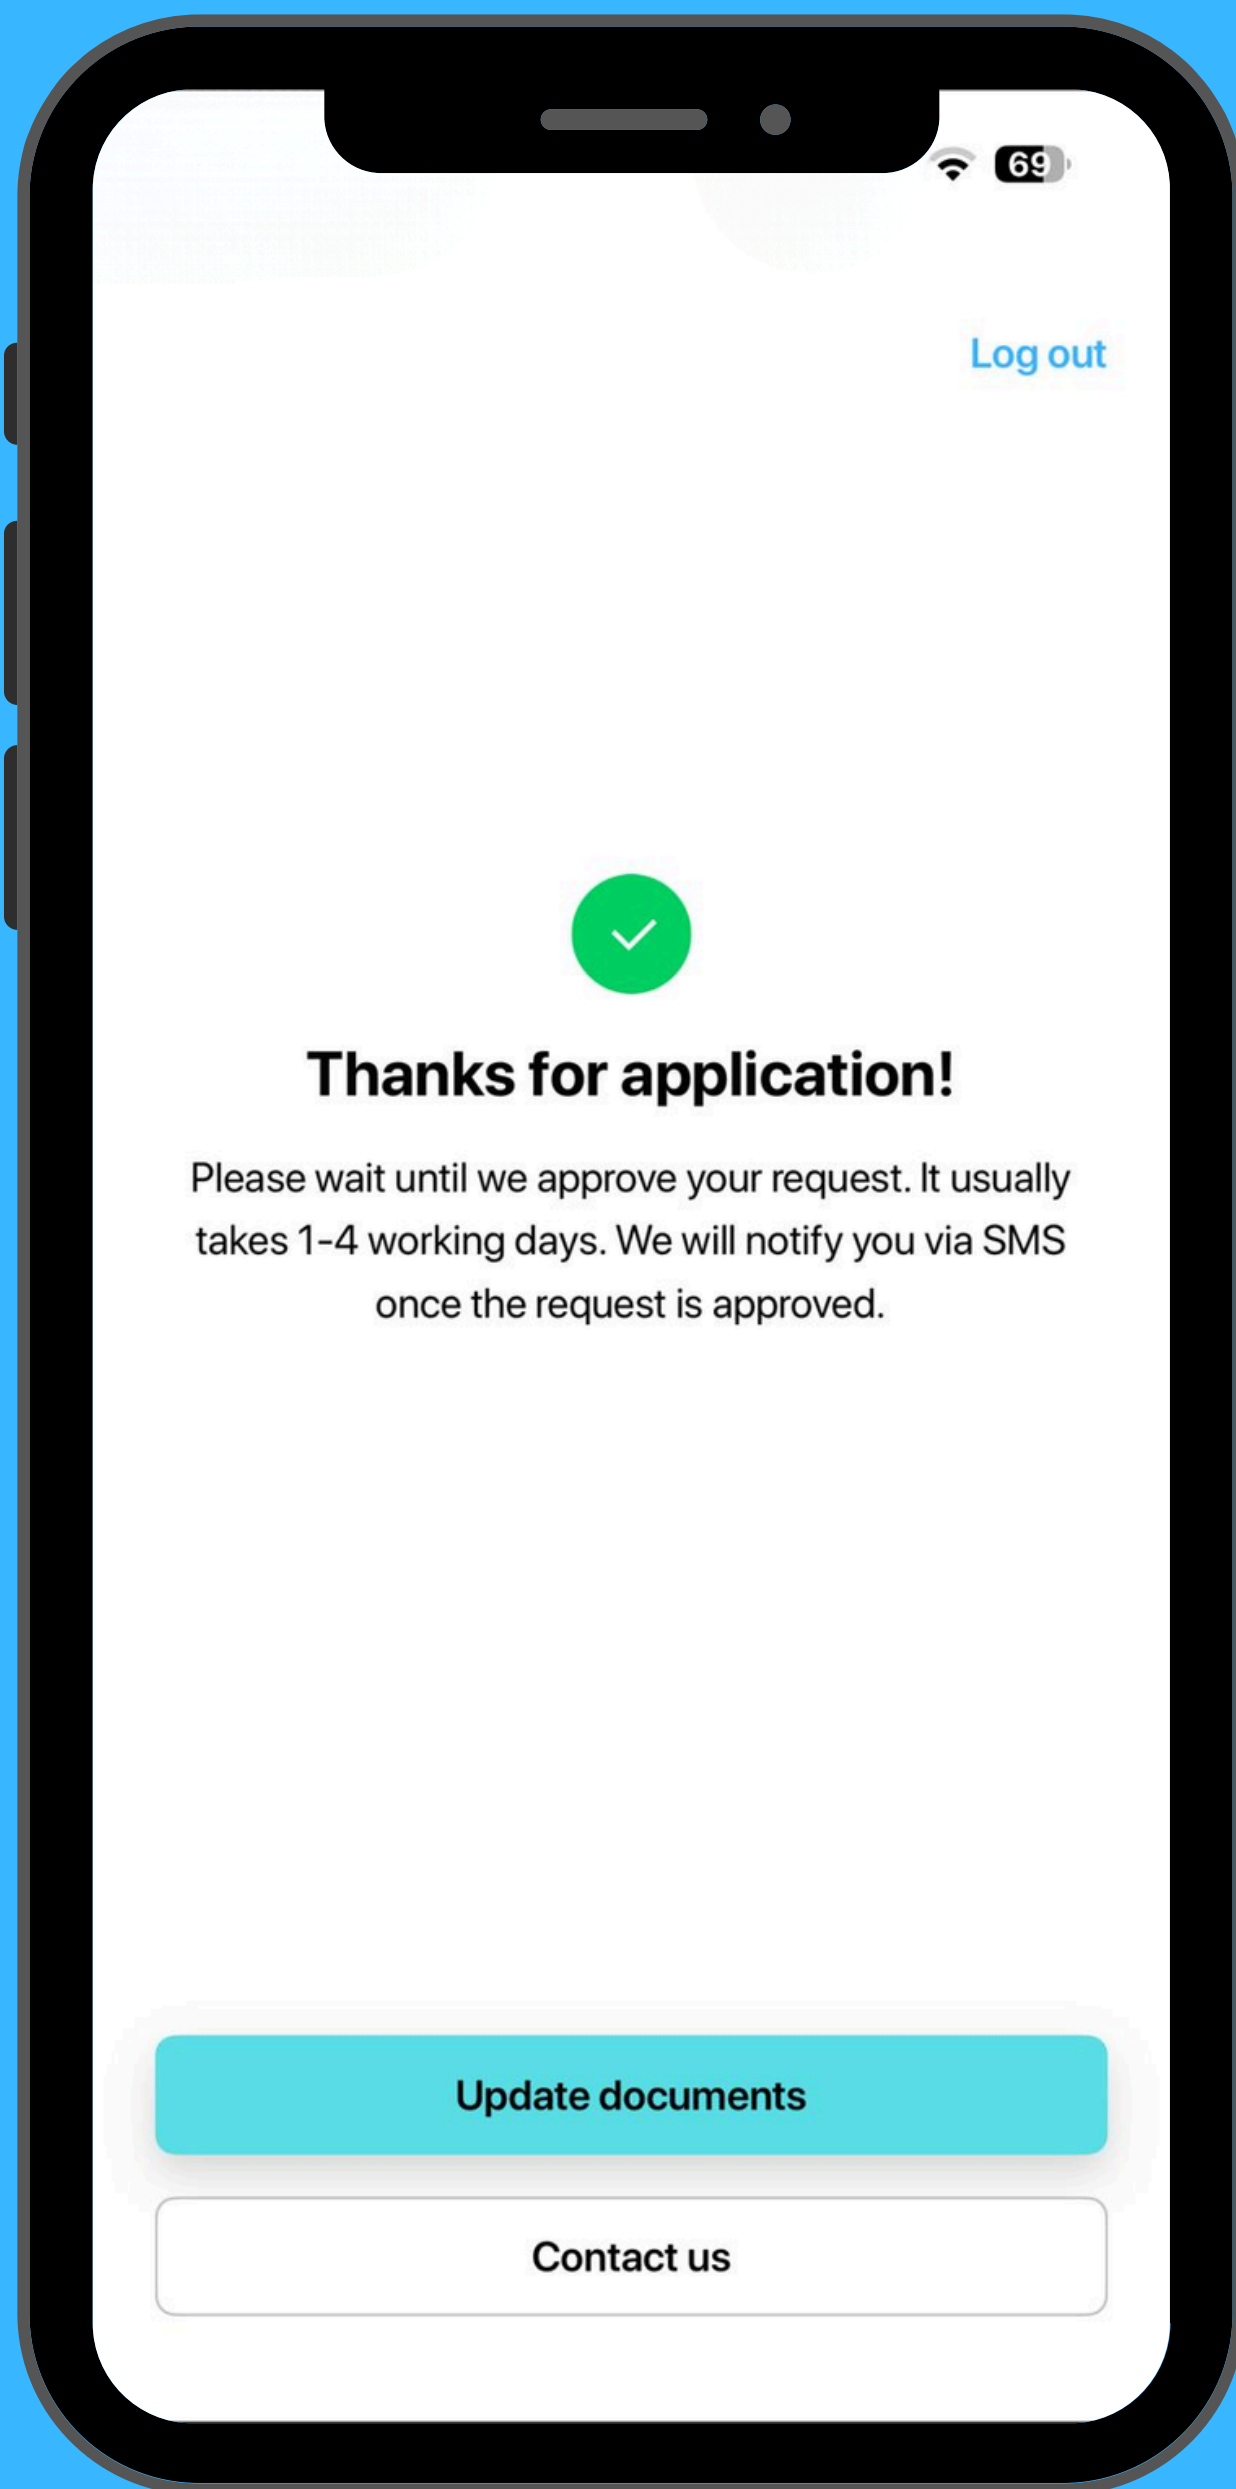 69
Log out
Thanks for application!
Please wait until we approve your request. It usually
takes 1-4 working days. We will notify you via SMS
once the request is approved.
Update documents
Contact us